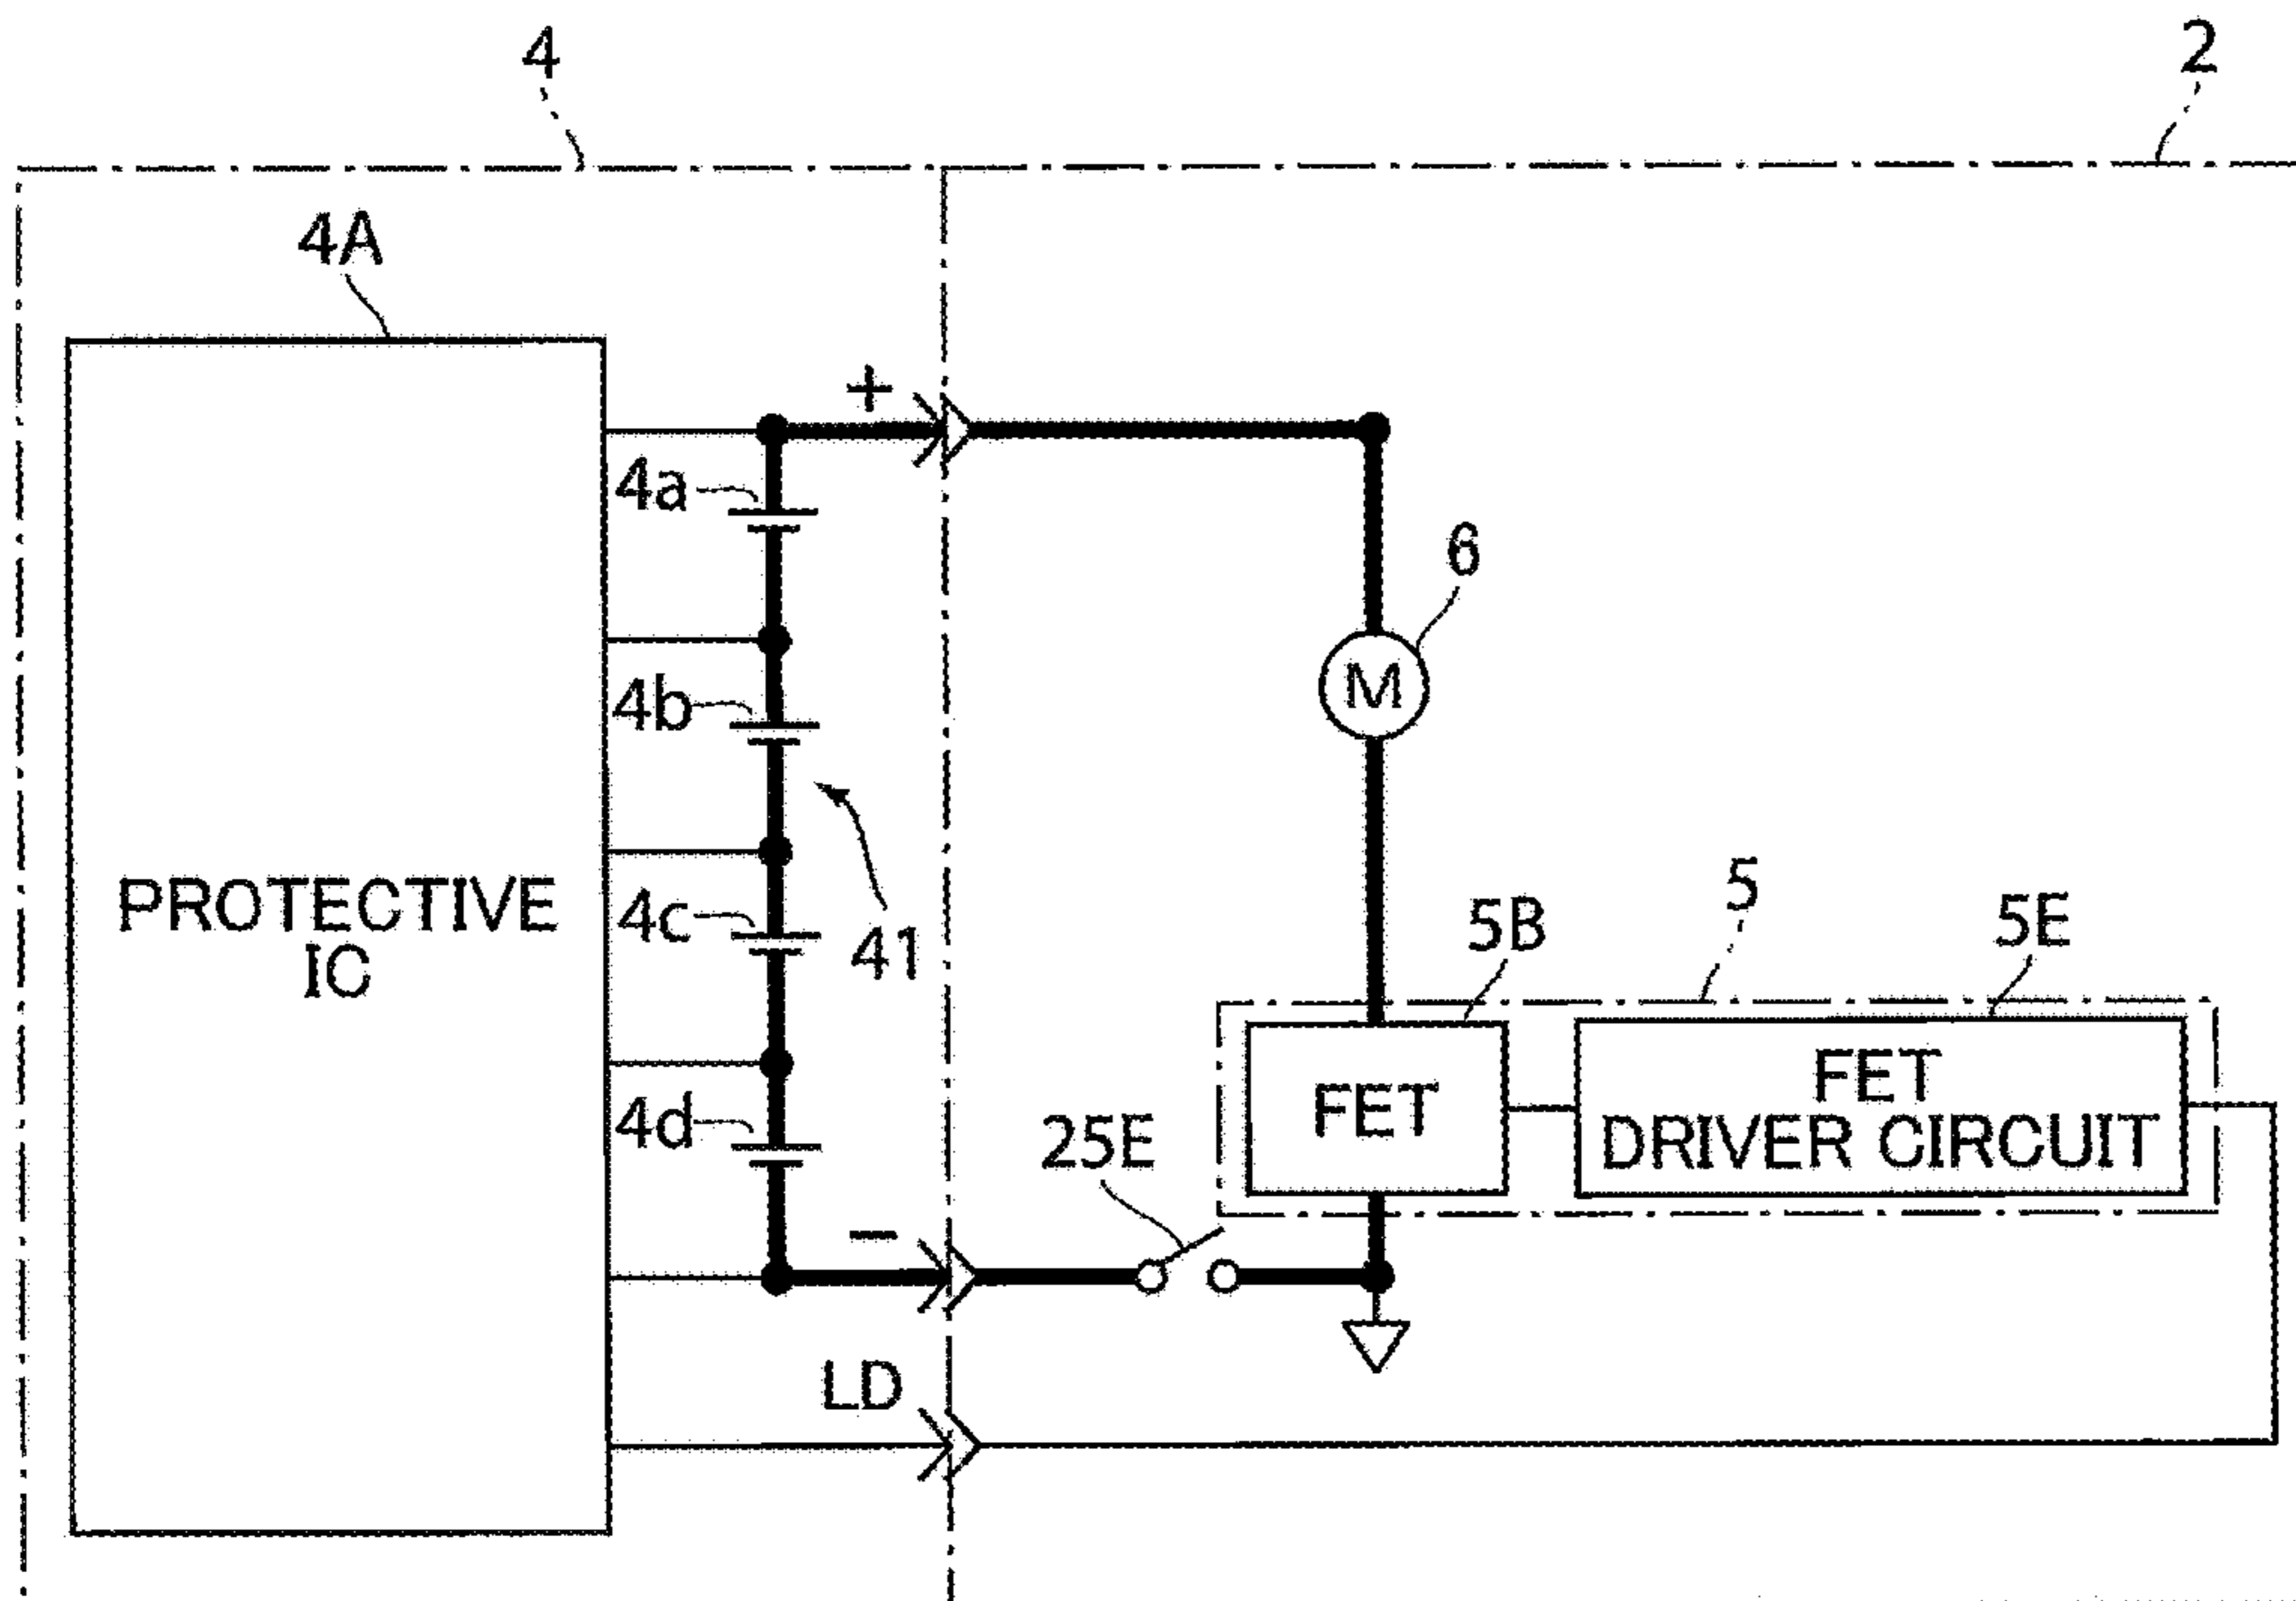 4
2
4A
+
4a
6
4b
M
5
4c
41
5B
5E
PROTECTIVE
IC
FET
FET
DRIVER CIRCUIT
4d
25E
−
LD